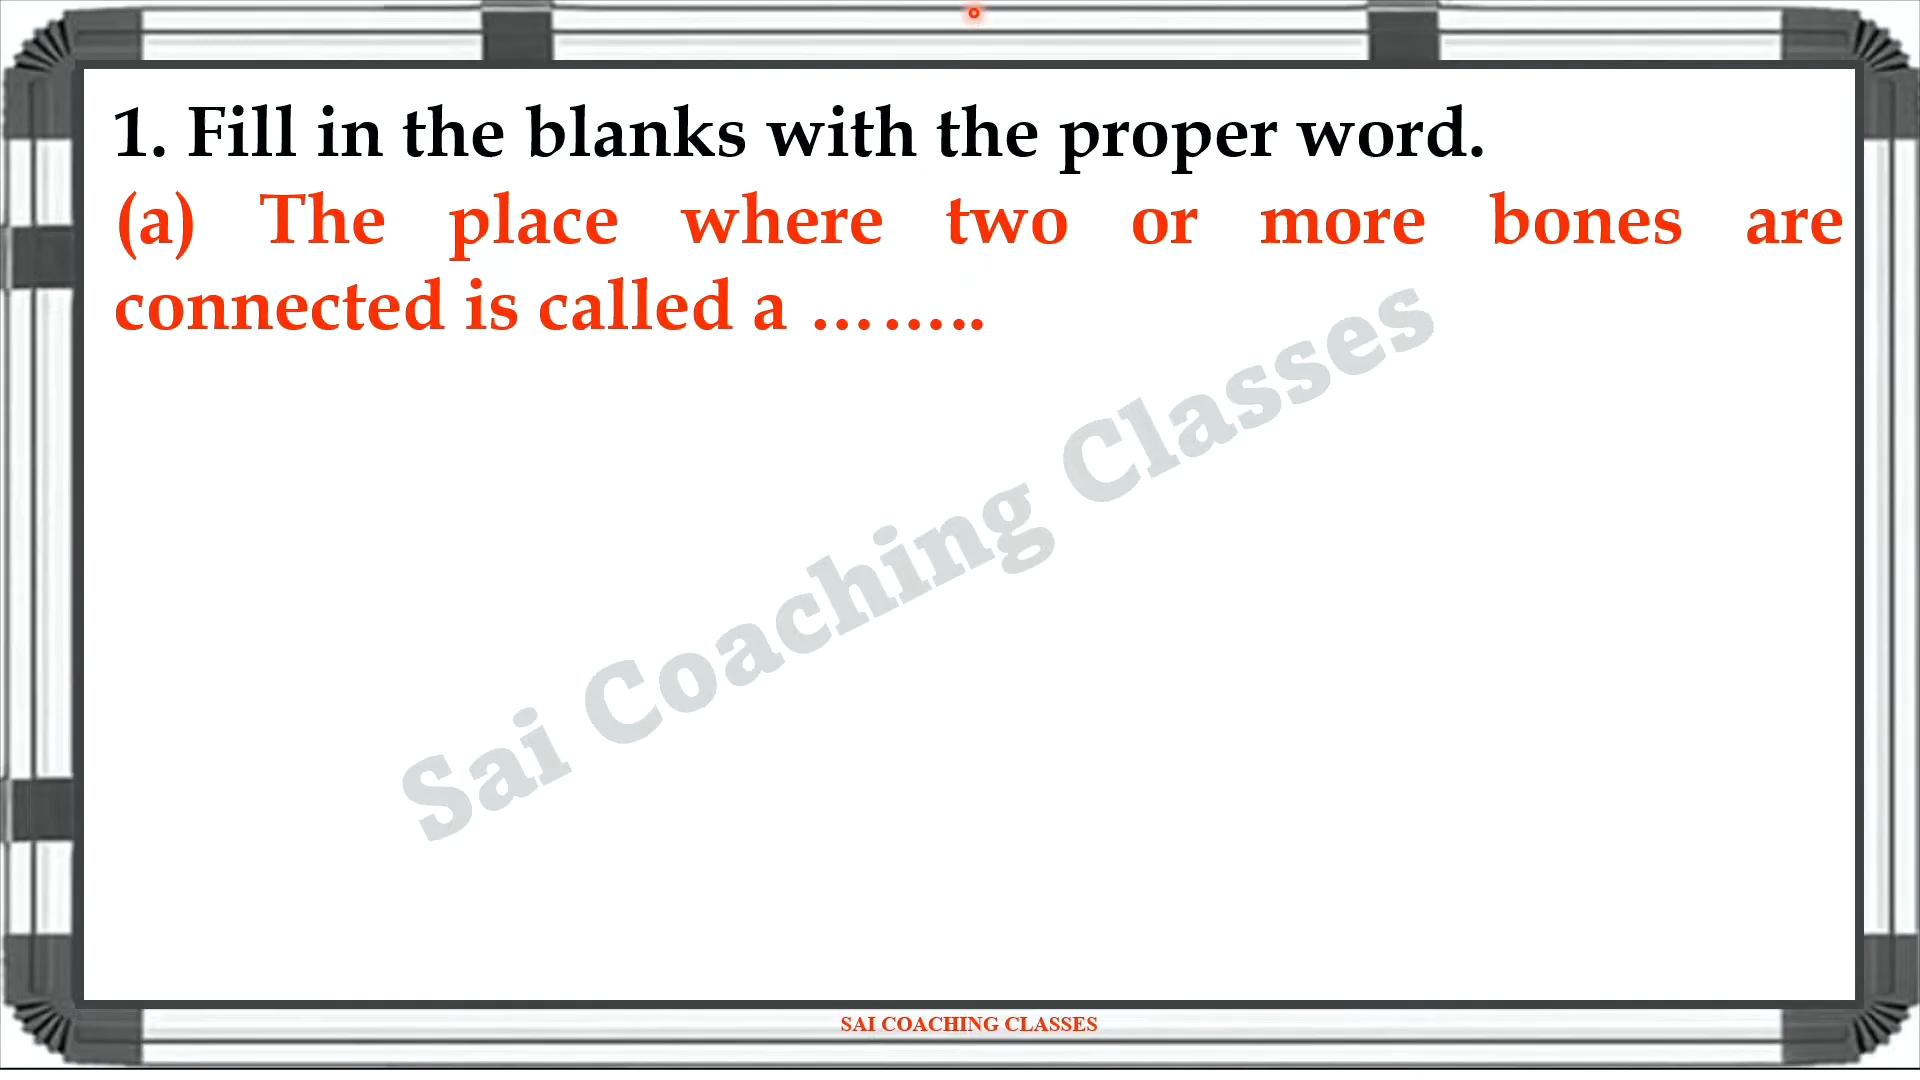 1. Fill in the blanks with the proper word.
(a) The place where two or more bones are
connected is called a ……..
Sai Coaching Classes
SAI COACHING CLASSES